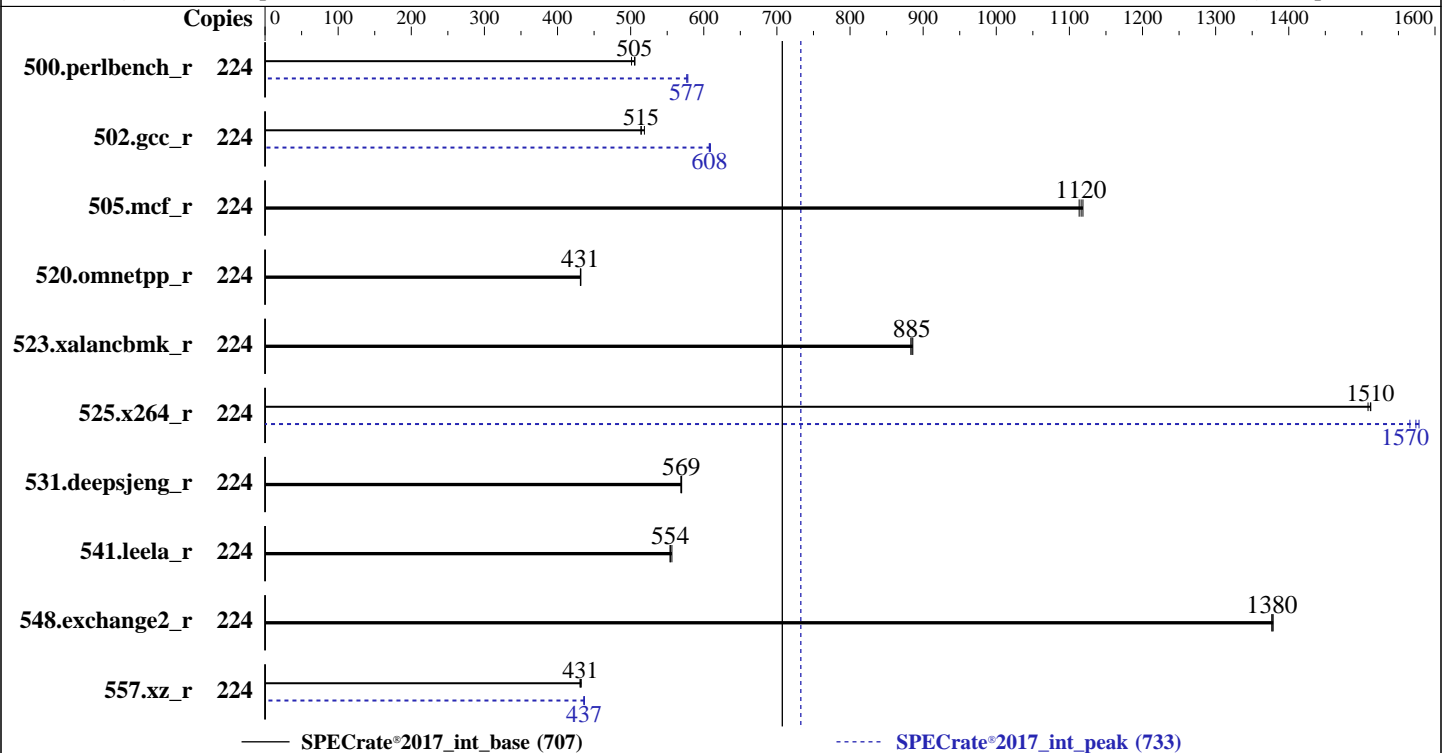 Copies 0 100 200 300 400 500 600 700 800 900 1000 1100 1200 1300 1400 1600
505
500.perlbench_r 224
577
515
502.gcc_r 224
608
1120
505.mcf_r 224
431
520.omnetpp_r 224
885
523.xalancbmk_r 224
1510
525.x264_r 224
1570
569
531.deepsjeng_r 224
554
541.leela_r 224
1380
548.exchange2_r 224
431
557.xz_r 224
437
SPECrate®2017_int_base (707) SPECrate®2017_int_peak (733)